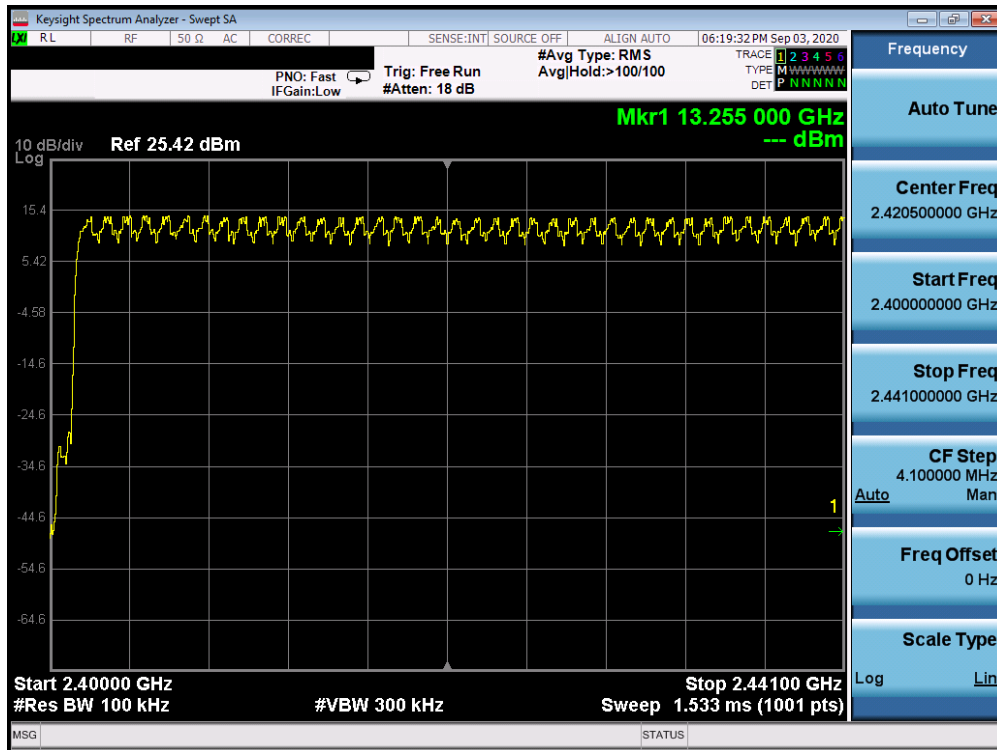 Keysight Spectrum Analyzer - Swept SA
LXI RL RF 50 Ω AC CORREC SENSE:INT SOURCE OFF ALIGN AUTO 06:19:32 PM Sep 03, 2020
PNO: Fast Trig: Free Run #Avg Type: RMS TRACE 1 2 3 4 5 6
IFGain:Low #Atten: 18 dB Avg|Hold:>100/100 TYPE M WWWWW
DET P N N N N N
Mkr1 13.255 000 GHz
--- dBm
10 dB/div Ref 25.42 dBm
Log
15.4
5.42
-4.58
-14.6
-24.6
-34.6
-44.6
-54.6
-64.6
1
Start 2.40000 GHz Stop 2.44100 GHz
#Res BW 100 kHz #VBW 300 kHz Sweep 1.533 ms (1001 pts)
MSG STATUS
Frequency
Auto Tune
Center Freq
2.420500000 GHz
Start Freq
2.400000000 GHz
Stop Freq
2.441000000 GHz
CF Step
4.100000 MHz
Auto Man
Freq Offset
0 Hz
Scale Type
Log Lin